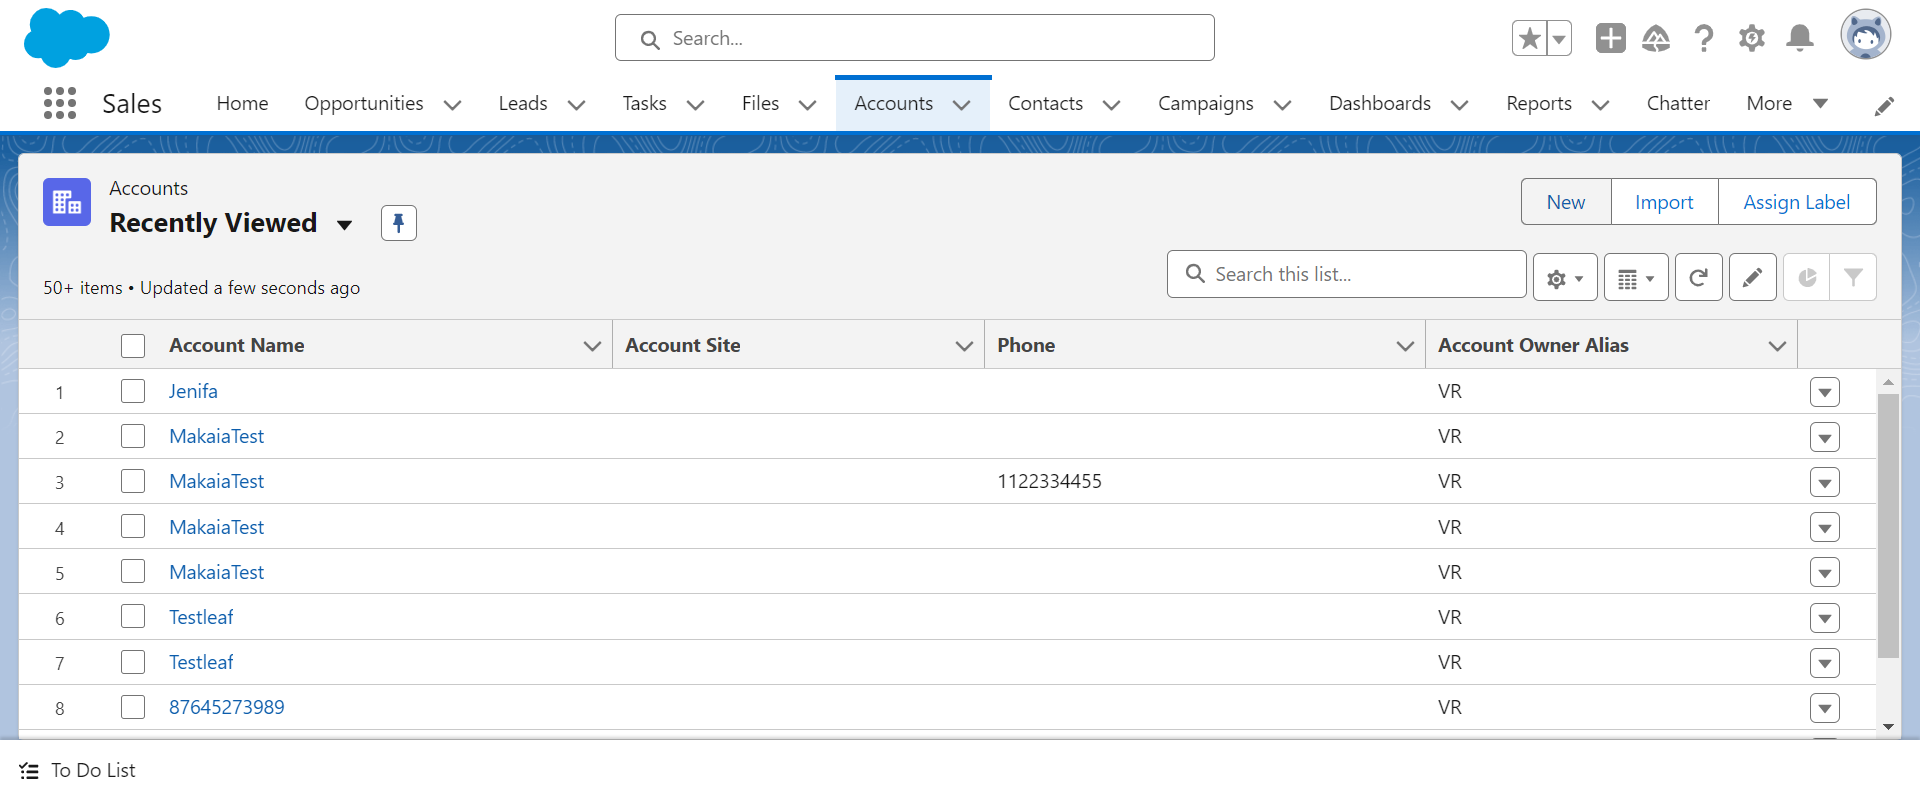 Search...
Sales Home Opportunities Leads Tasks Files Accounts Contacts Campaigns Dashboards Reports Chatter More
Accounts
Recently Viewed
New Import Assign Label
50+ items • Updated a few seconds ago
Search this list...
Account Name Account Site Phone Account Owner Alias
1 Jenifa VR
2 MakaiaTest VR
3 MakaiaTest 1122334455 VR
4 MakaiaTest VR
5 MakaiaTest VR
6 Testleaf VR
7 Testleaf VR
8 87645273989 VR
To Do List